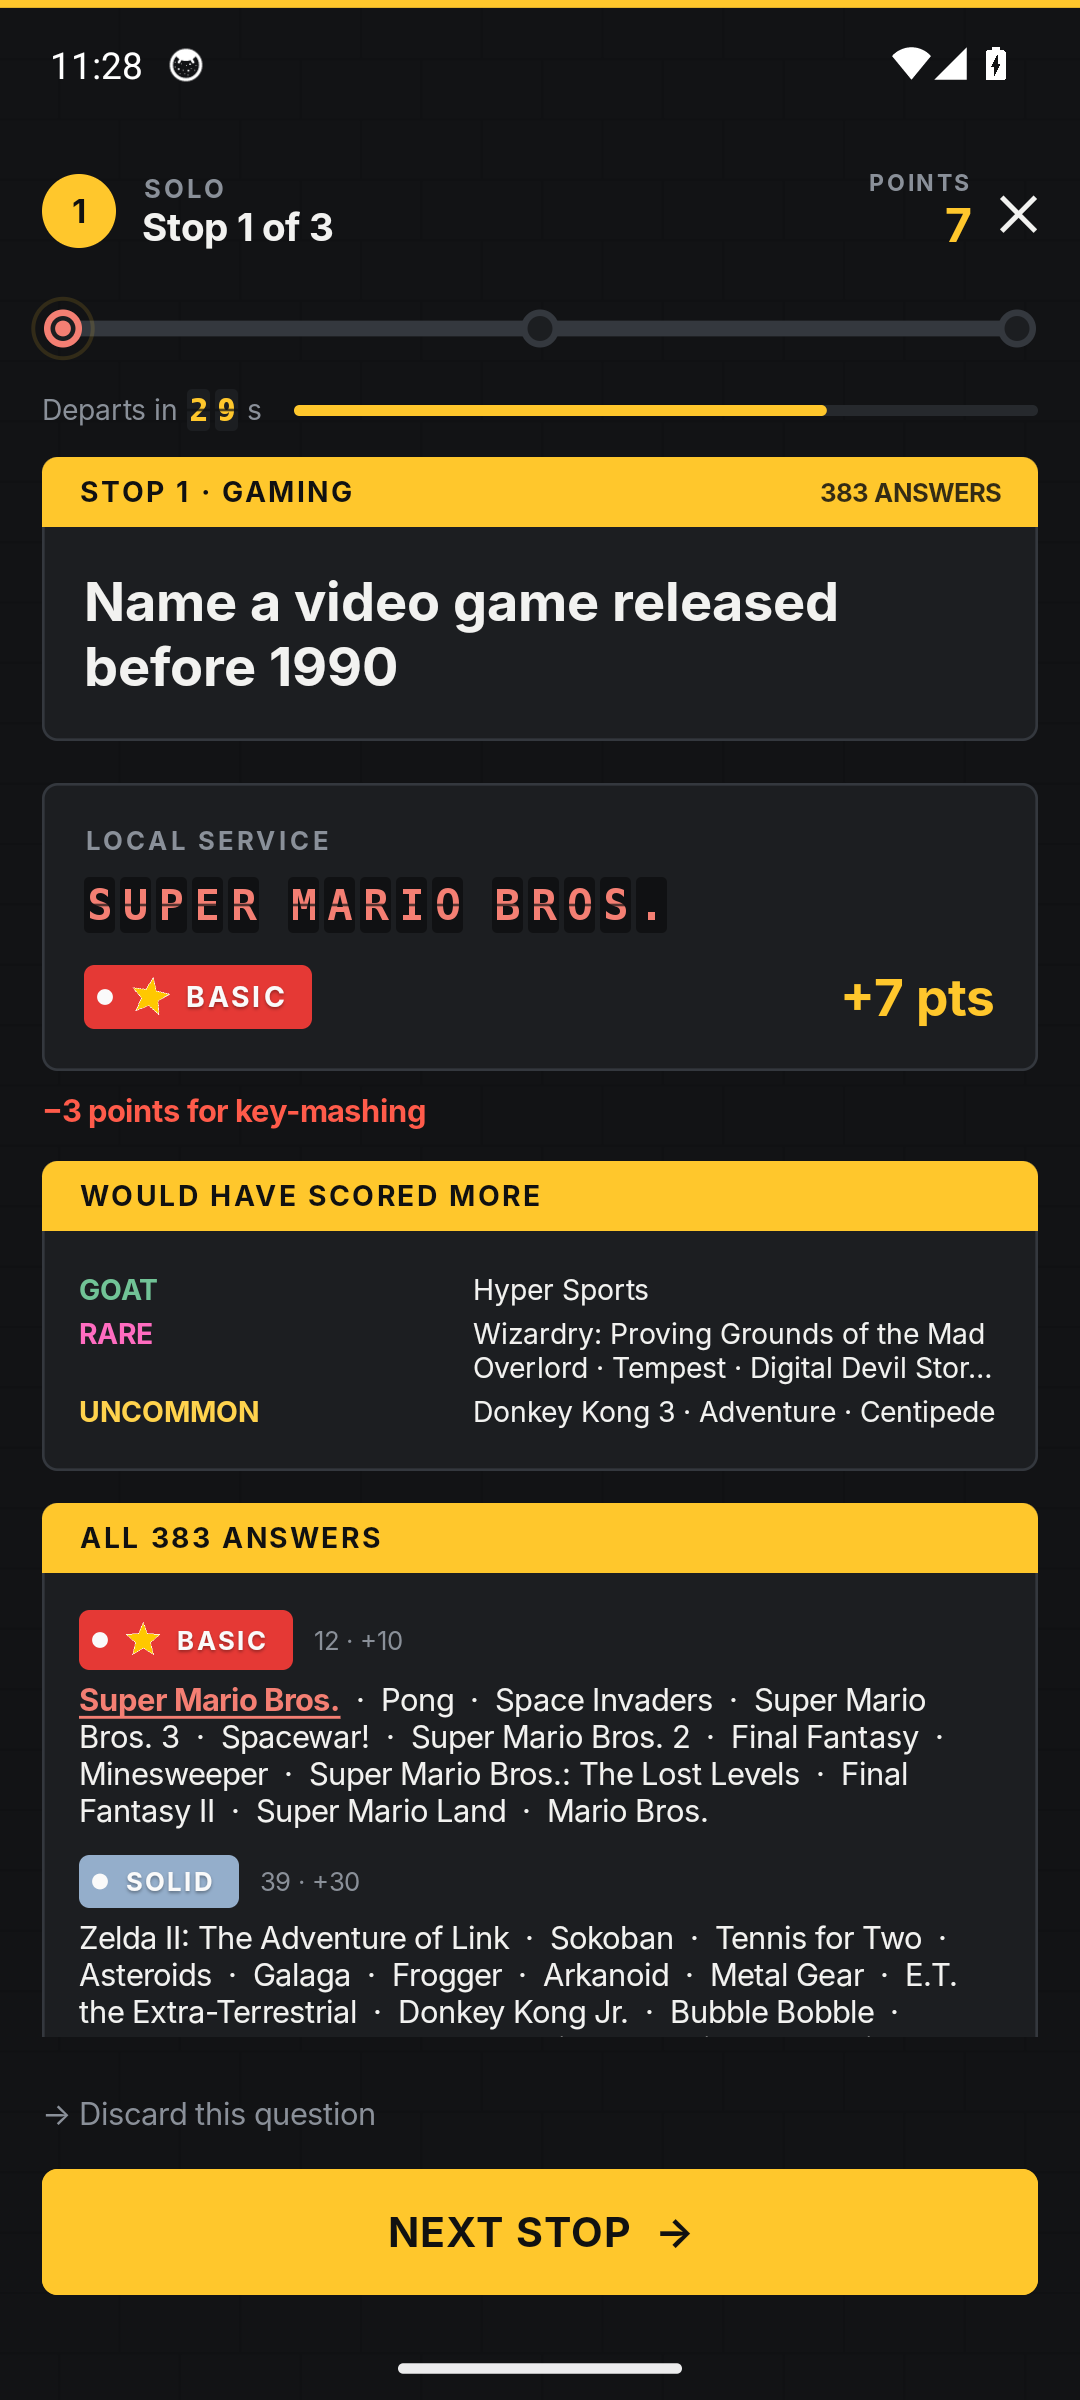 11:28
1
SOLO
Stop 1 of 3
POINTS
7
Departs in 29 s
STOP 1 · GAMING
383 ANSWERS
Name a video game released
before 1990
LOCAL SERVICE
SUPER MARIO BROS.
BASIC
+7 pts
−3 points for key-mashing
WOULD HAVE SCORED MORE
GOAT
Hyper Sports
RARE
Wizardry: Proving Grounds of the Mad
Overlord · Tempest · Digital Devil Stor...
UNCOMMON
Donkey Kong 3 · Adventure · Centipede
ALL 383 ANSWERS
BASIC 12 · +10
Super Mario Bros. · Pong · Space Invaders · Super Mario
Bros. 3 · Spacewar! · Super Mario Bros. 2 · Final Fantasy ·
Minesweeper · Super Mario Bros.: The Lost Levels · Final
Fantasy II · Super Mario Land · Mario Bros.
SOLID 39 · +30
Zelda II: The Adventure of Link · Sokoban · Tennis for Two ·
Asteroids · Galaga · Frogger · Arkanoid · Metal Gear · E.T.
the Extra-Terrestrial · Donkey Kong Jr. · Bubble Bobble ·
→ Discard this question
NEXT STOP →